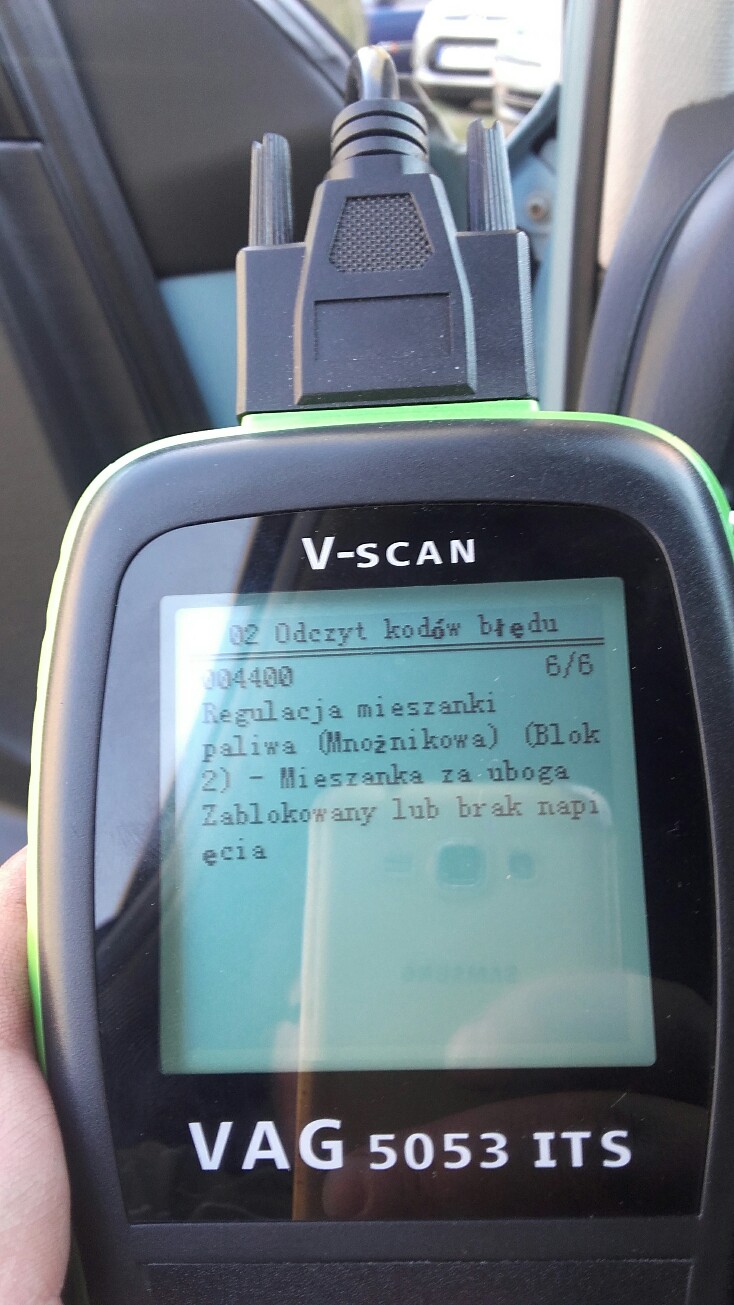 V-SCAN
02 Odczyt kodów błędu
004400 6/6
Regulacja mieszanki
paliwa (Mnożnikowa) (Blok
2) - Mieszanka za uboga
Zablokowany lub brak napi
ęcia
SAMSUNG
VAG 5053 ITS